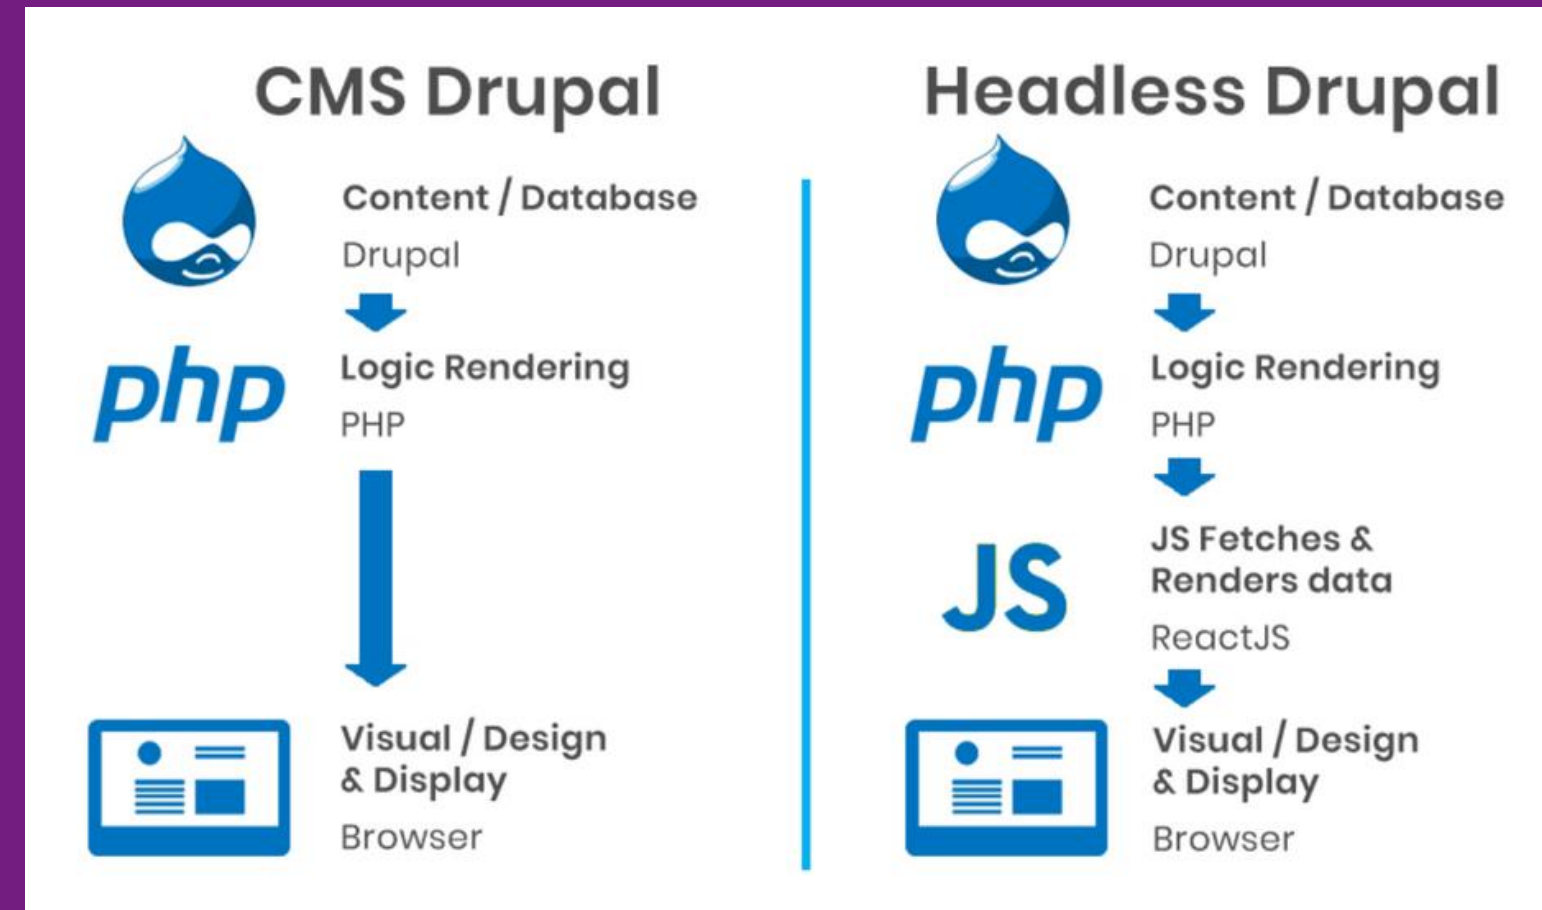 CMS Drupal
Content / Database
Drupal
php
Logic Rendering
PHP
Visual / Design
& Display
Browser
Headless Drupal
Content / Database
Drupal
php
Logic Rendering
PHP
JS
JS Fetches &
Renders data
ReactJS
Visual / Design
& Display
Browser